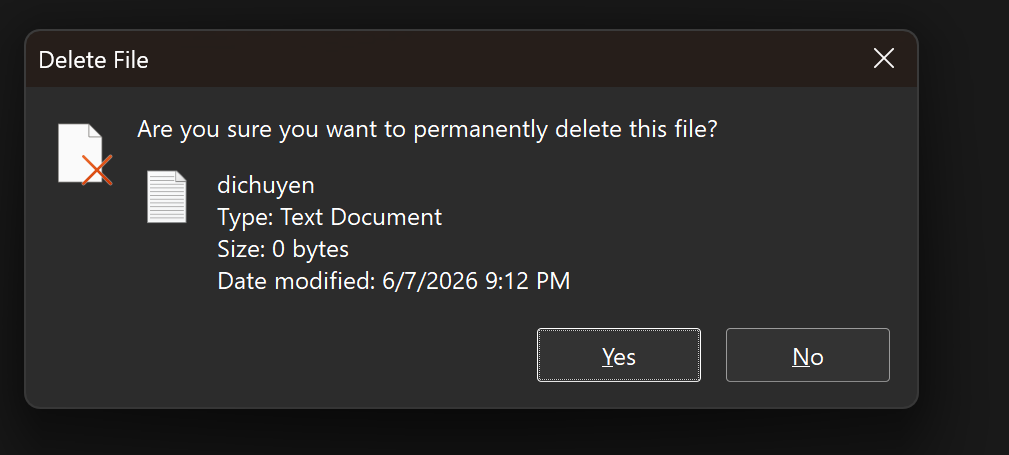 Delete File
Are you sure you want to permanently delete this file?
dichuyen
Type: Text Document
Size: 0 bytes
Date modified: 6/7/2026 9:12 PM
Yes No